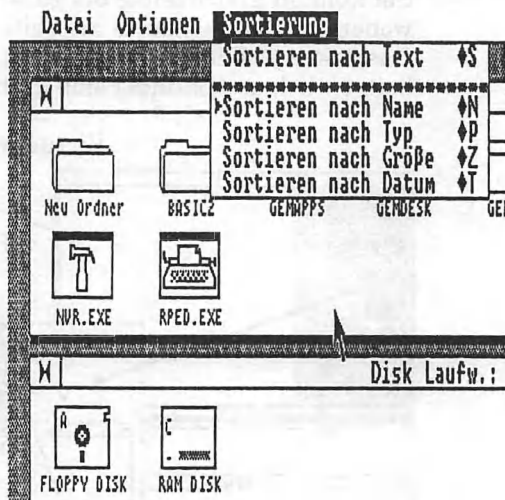 Datei Optionen Sortierung
Sortieren nach Text ♦S
Sortieren nach Name ♦N
Sortieren nach Typ ♦P
Sortieren nach Größe ♦Z
Sortieren nach Datum ♦T
Neu Ordner BASIC2 GEMAPPS GEMDESK
NVR.EXE RPED.EXE
Disk Laufw.:
A C
FLOPPY DISK RAM DISK